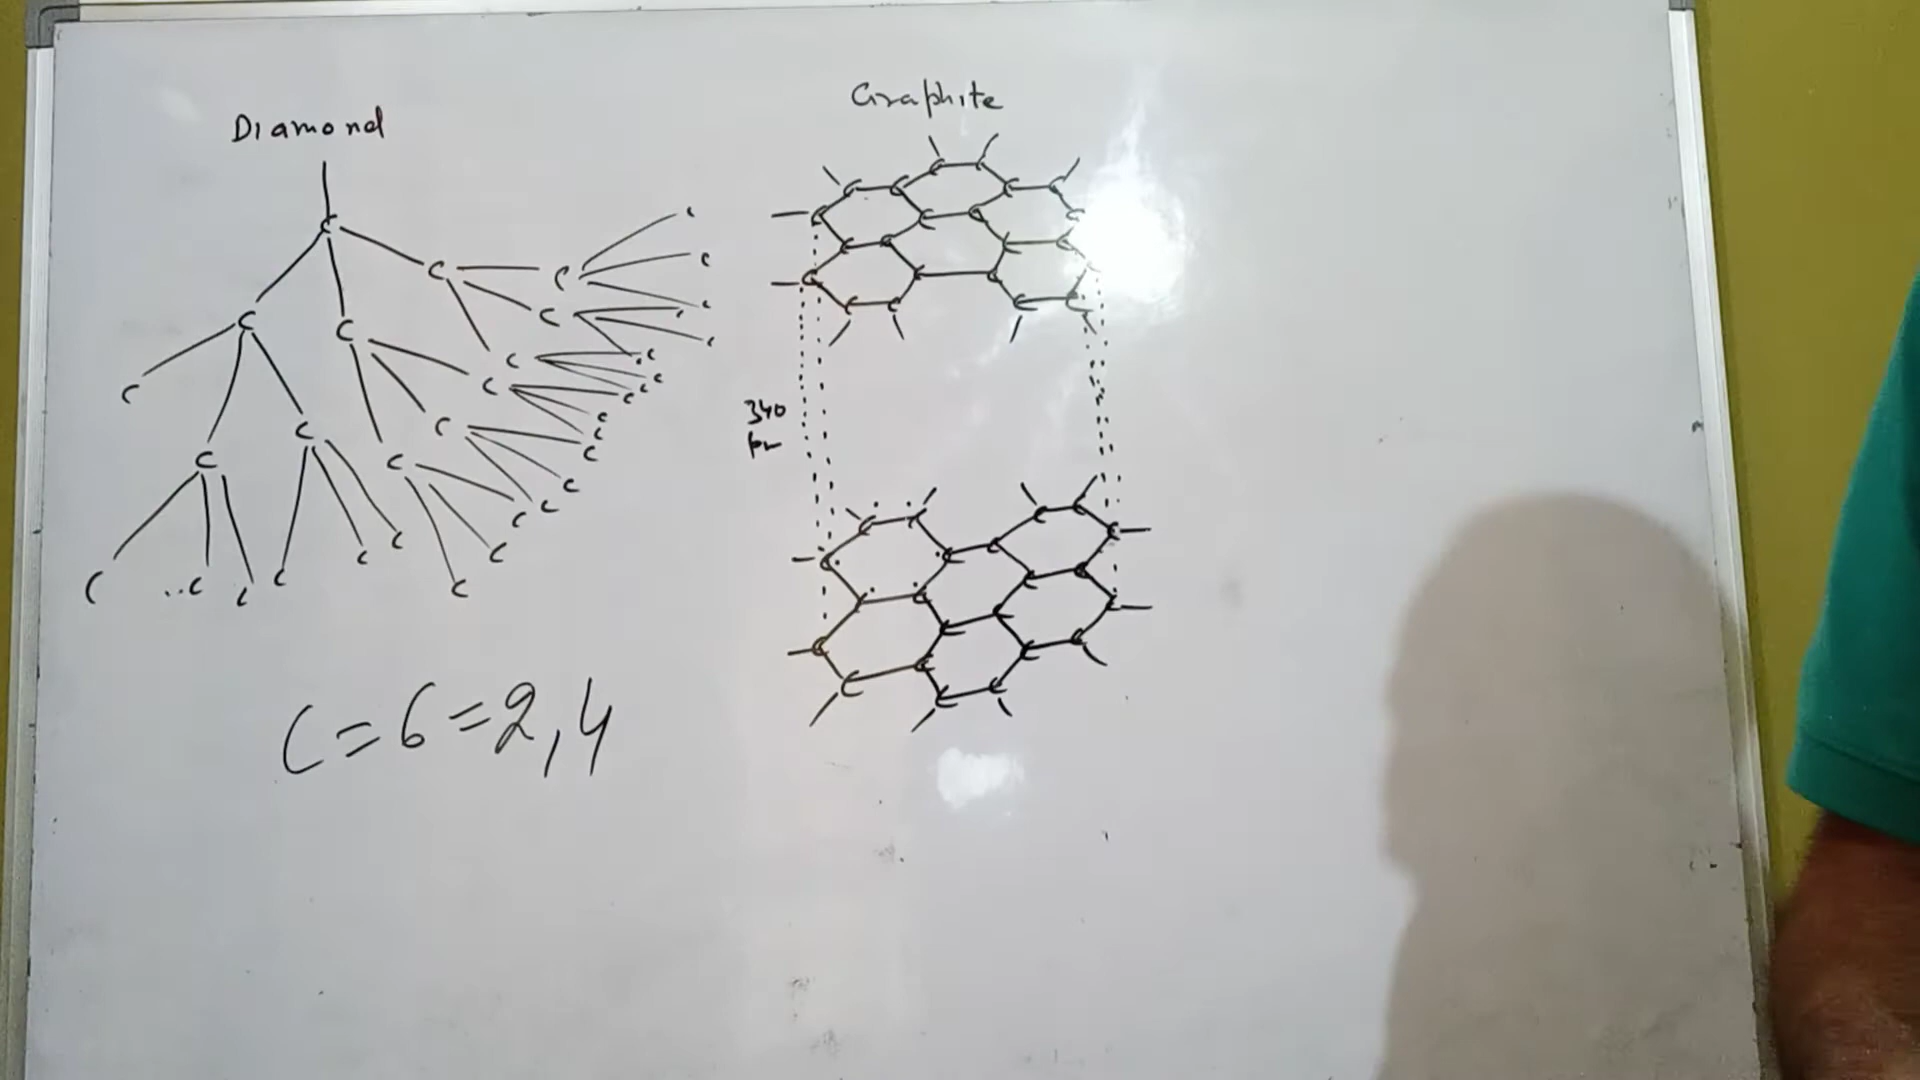 Diamond
Graphite
340
pm
C = 6 = 2, 4